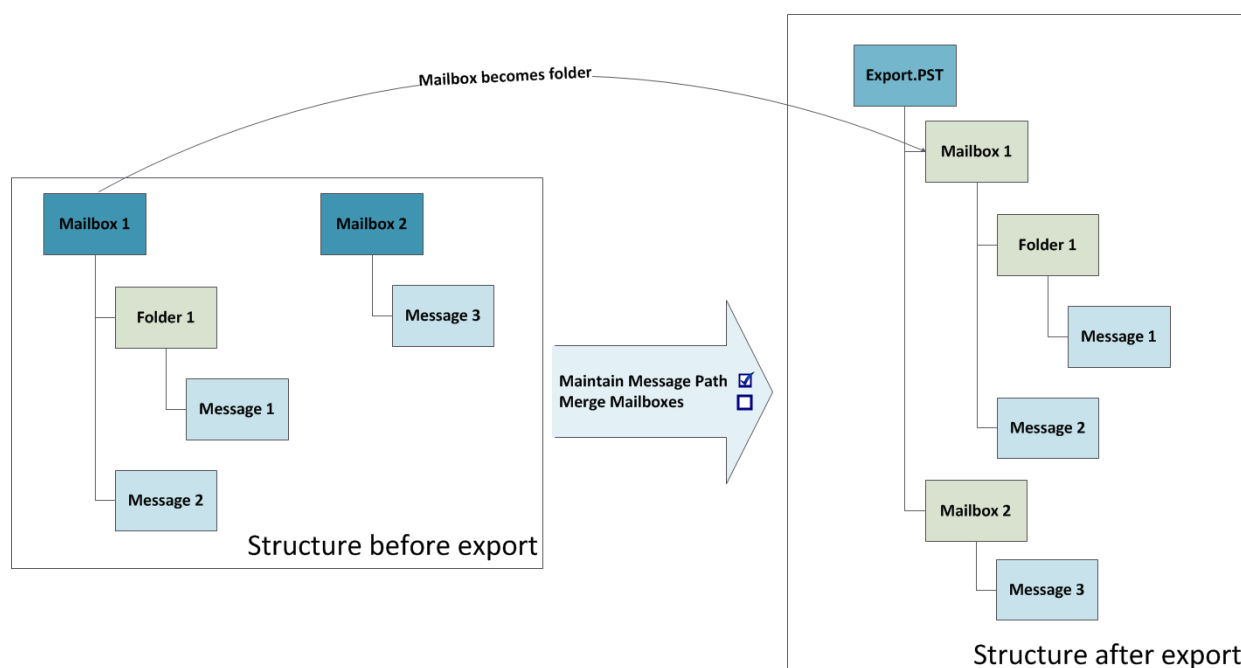 Mailbox becomes folder
Mailbox 1
Mailbox 2
Folder 1
Message 3
Message 1
Message 2
Structure before export
Maintain Message Path
Merge Mailboxes
Export.PST
Mailbox 1
Folder 1
Message 1
Message 2
Mailbox 2
Message 3
Structure after export